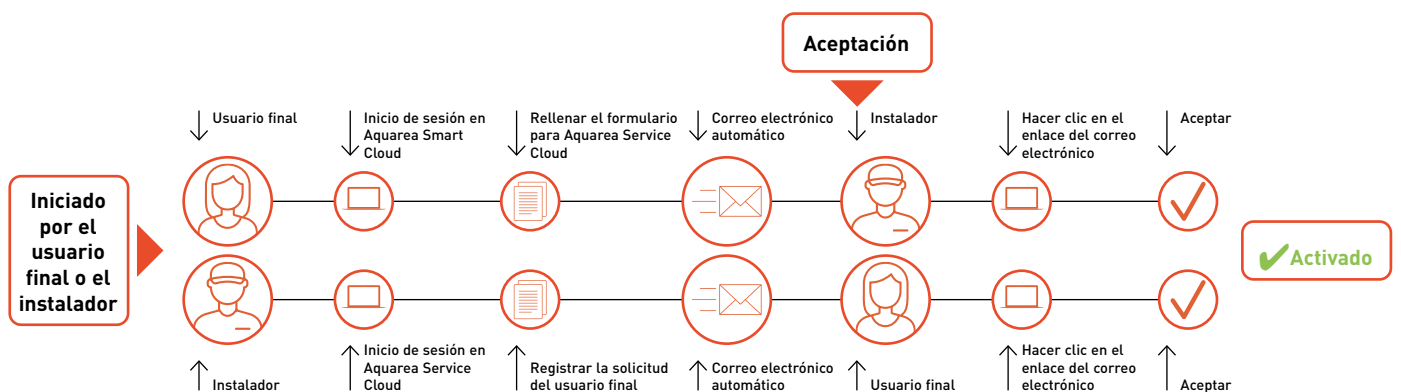 Aceptación
Usuario final
Inicio de sesión en
Aquarea Smart
Cloud
Rellenar el formulario
para Aquarea Service
Cloud
Correo electrónico
automático
Instalador
Hacer clic en el
enlace del correo
electrónico
Aceptar
Iniciado
por el
usuario
final o el
instalador
Activado
Instalador
Inicio de sesión en
Aquarea Service
Cloud
Registrar la solicitud
del usuario final
Correo electrónico
automático
Usuario final
Hacer clic en el
enlace del correo
electrónico
Aceptar